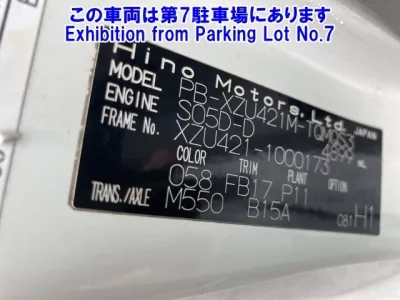 この車両は第7駐車場にあります
Exhibition from Parking Lot No.7
Hino Motors,Ltd. JAPAN
MODEL PB-XZU421M-TQMQS3
ENGINE S05D-D 4899
FRAME No. XZU421-1000173
COLOR TRIM PLANT OPTION
058 FB17 P11
TRANS./AXLE M550 B15A 081 H1